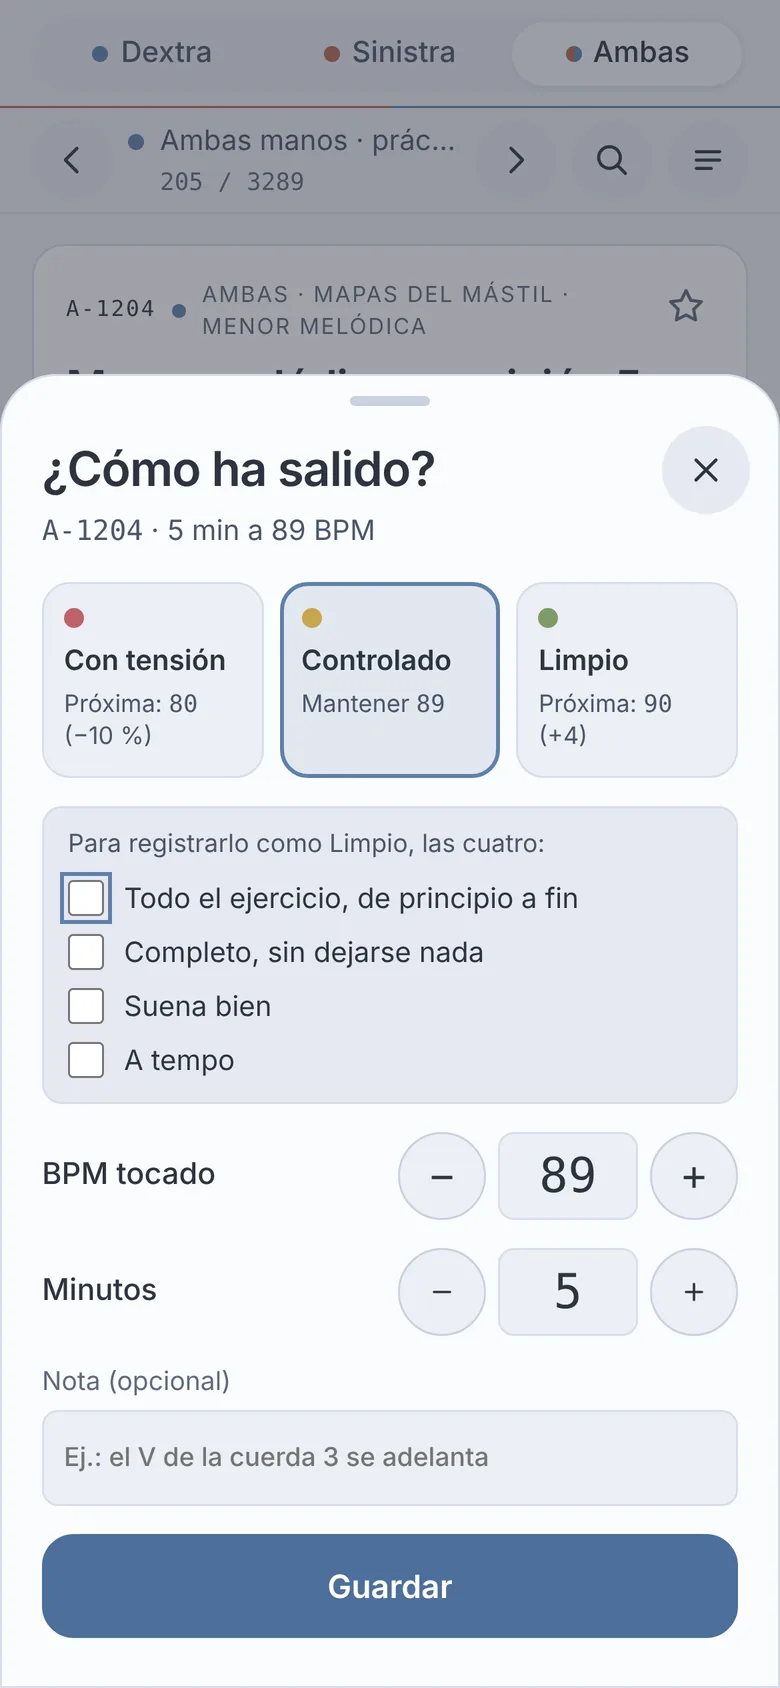 Dextra
Sinistra
Ambas
Ambas manos · prác...
205 / 3289
A-1204
AMBAS · MAPAS DEL MÁSTIL ·
MENOR MELÓDICA
¿Cómo ha salido?
A-1204 · 5 min a 89 BPM
Con tensión
Próxima: 80
(−10 %)
Controlado
Mantener 89
Limpio
Próxima: 90
(+4)
Para registrarlo como Limpio, las cuatro:
Todo el ejercicio, de principio a fin
Completo, sin dejarse nada
Suena bien
A tempo
BPM tocado
− 89 +
Minutos
− 5 +
Nota (opcional)
Ej.: el V de la cuerda 3 se adelanta
Guardar